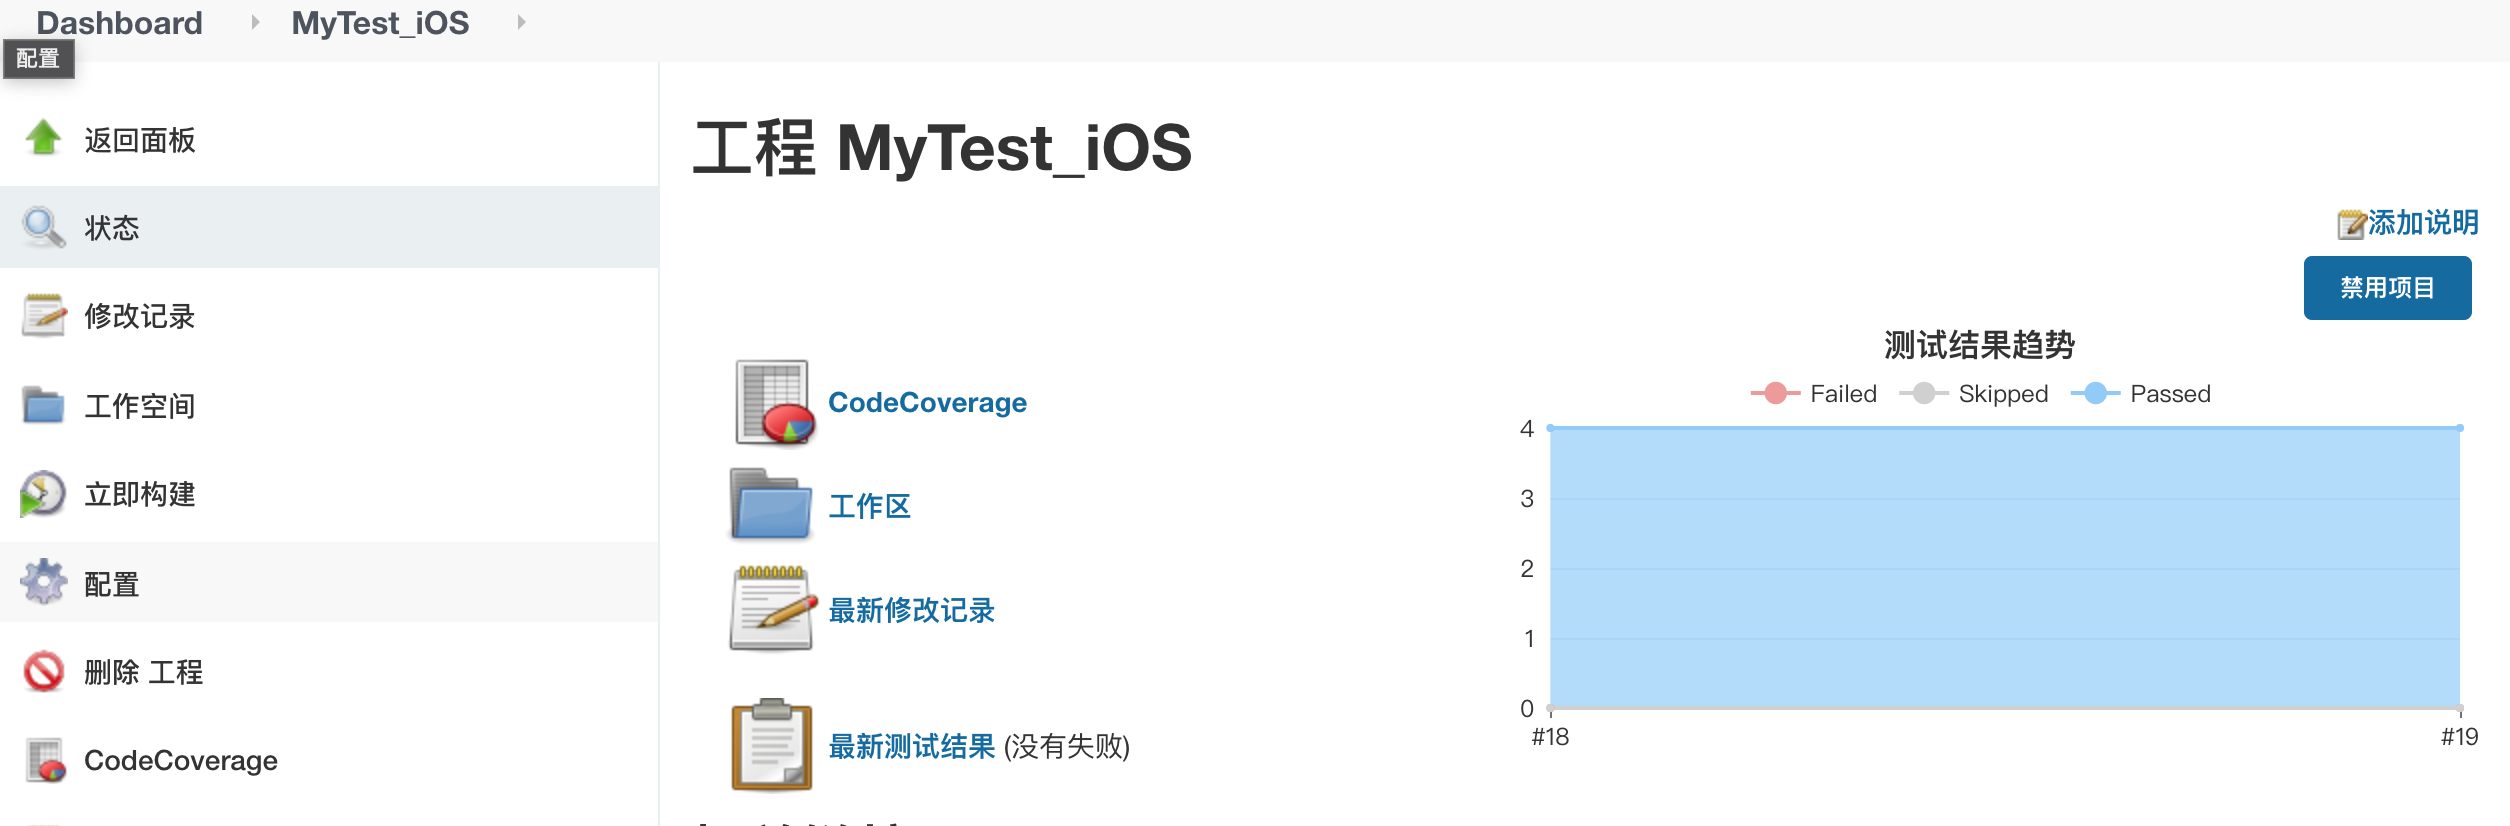 Dashboard
MyTest_iOS
配置
返回面板
状态
修改记录
工作空间
立即构建
配置
删除 工程
CodeCoverage
工程 MyTest_iOS
添加说明
禁用项目
CodeCoverage
工作区
最新修改记录
最新测试结果 (没有失败)
测试结果趋势
Failed
Skipped
Passed
4
3
2
1
0
#18
#19